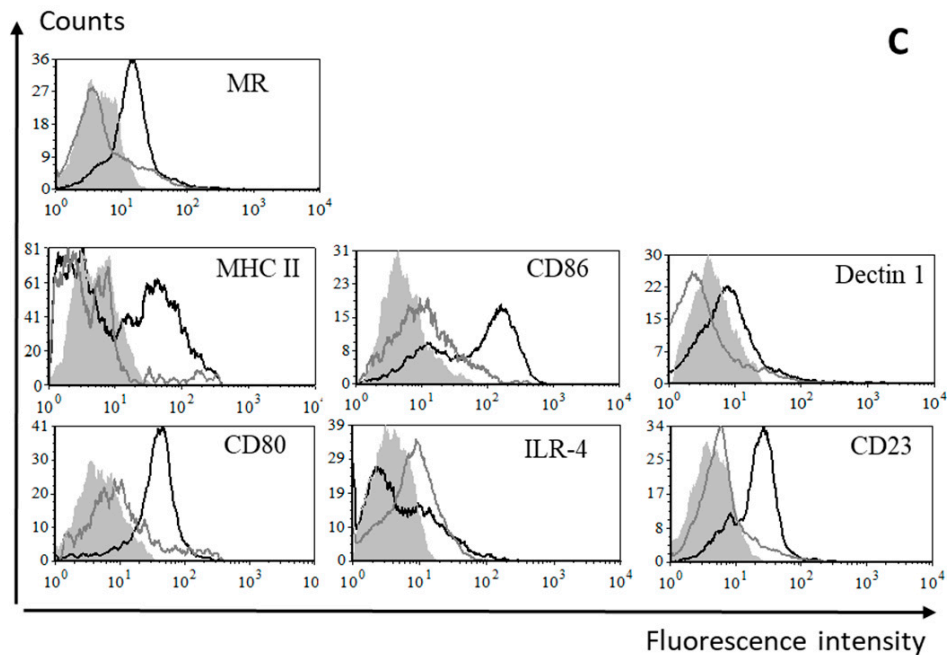 Counts
C
36
27
18
9
0
MR
10⁰ 10¹ 10² 10³ 10⁴
81
61
41
20
0
MHC II
10⁰ 10¹ 10² 10³ 10⁴
31
23
15
8
0
CD86
10⁰ 10¹ 10² 10³ 10⁴
30
22
15
7
0
Dectin 1
10⁰ 10¹ 10² 10³ 10⁴
41
30
20
10
0
CD80
10⁰ 10¹ 10² 10³ 10⁴
39
29
19
10
0
ILR-4
10⁰ 10¹ 10² 10³ 10⁴
34
25
17
8
0
CD23
10⁰ 10¹ 10² 10³ 10⁴
Fluorescence intensity